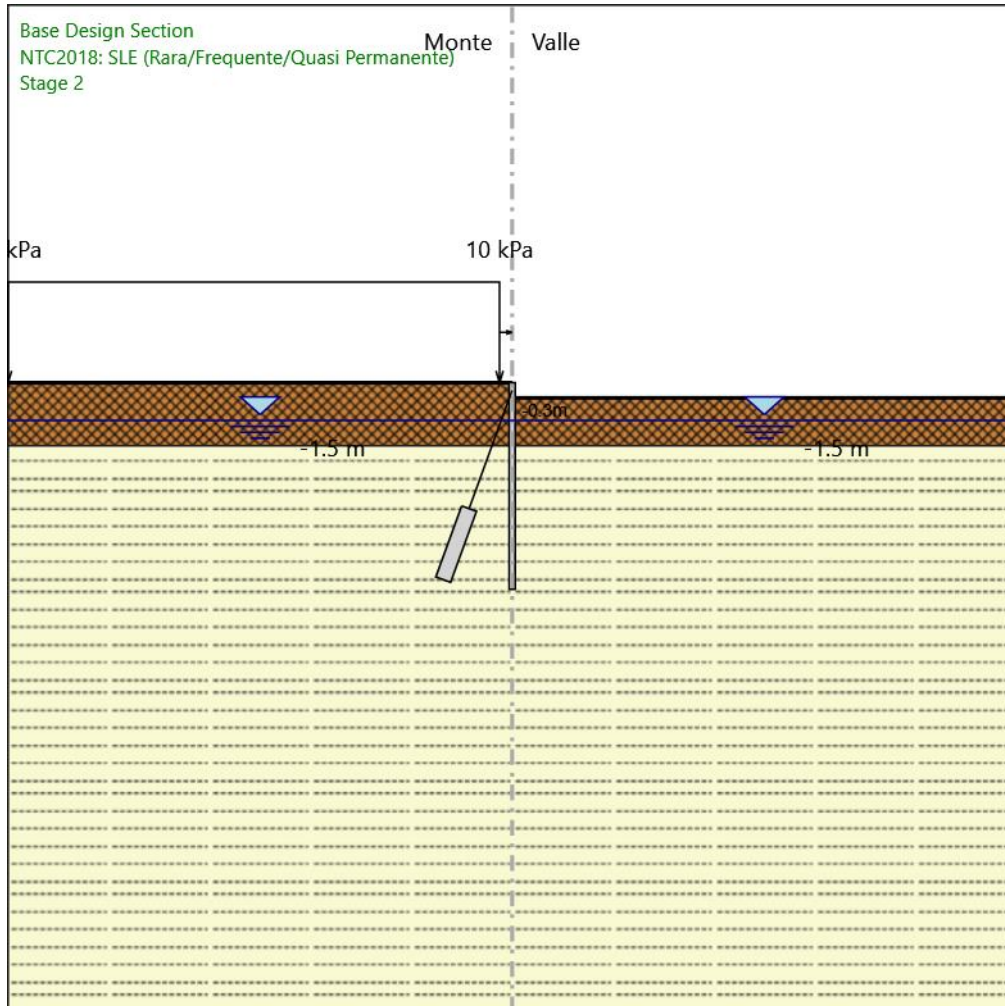 Base Design Section
NTC2018: SLE (Rara/Frequente/Quasi Permanente)
Stage 2
Monte
Valle
kPa
10 kPa
-0.3m
-1.5 m
-1.5 m